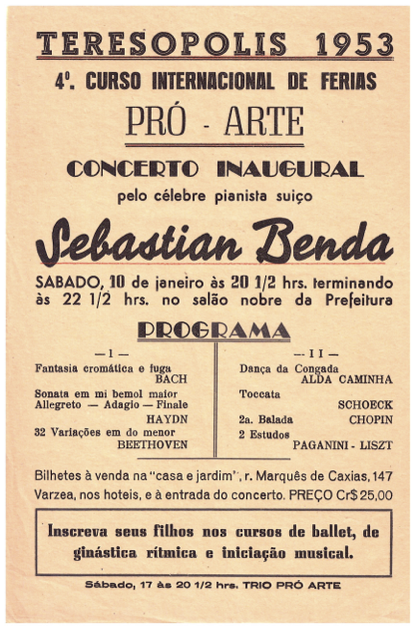 TERESOPOLIS 1953
4º. CURSO INTERNACIONAL DE FERIAS
PRÓ - ARTE
CONCERTO INAUGURAL
pelo célebre pianista suiço
Sebastian Benda
SABADO, 10 de janeiro às 20 1/2 hrs. terminando
às 22 1/2 hrs. no salão nobre da Prefeitura
PROGRAMA
— I —
Fantasia cromática e fuga
BACH
Sonata em mi bemol maior
Allegreto — Adagio — Finale
HAYDN
32 Variações em do menor
BEETHOVEN
— II —
Dança da Congada
ALDA CAMINHA
Toccata
SCHOECK
2a. Balada CHOPIN
2 Estudos
PAGANINI - LISZT
Bilhetes à venda na "casa e jardim", r. Marquês de Caxias, 147
Varzea, nos hoteis, e à entrada do concerto. PREÇO Cr$ 25,00
Inscreva seus filhos nos cursos de ballet, de
ginástica rítmica e iniciação musical.
Sábado, 17 às 20 1/2 hrs. TRIO PRÓ ARTE